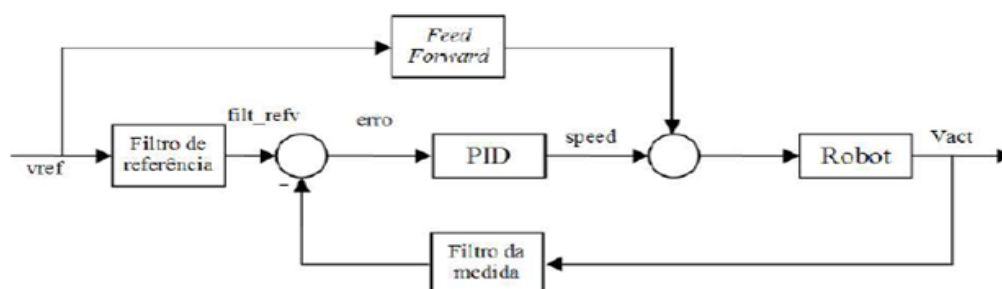 Feed
Forward
filt_refv
erro
speed
Vact
vref
Filtro de
referência
PID
Robot
-
Filtro da
medida